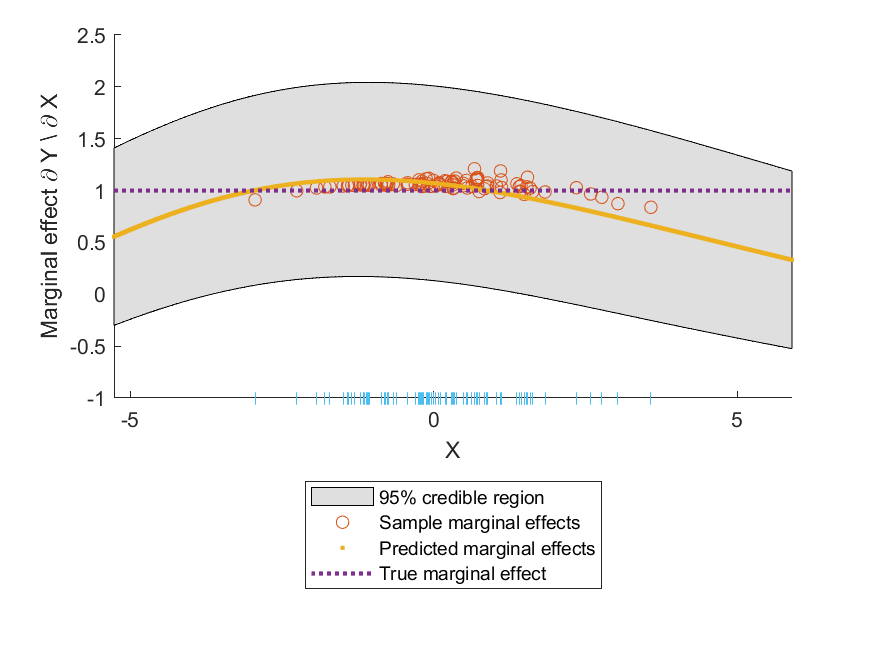 2.5
2
1.5
1
0.5
0
-0.5
-1
Marginal effect ∂ Y \ ∂ X
-5 0 5
X
95% credible region
Sample marginal effects
Predicted marginal effects
True marginal effect